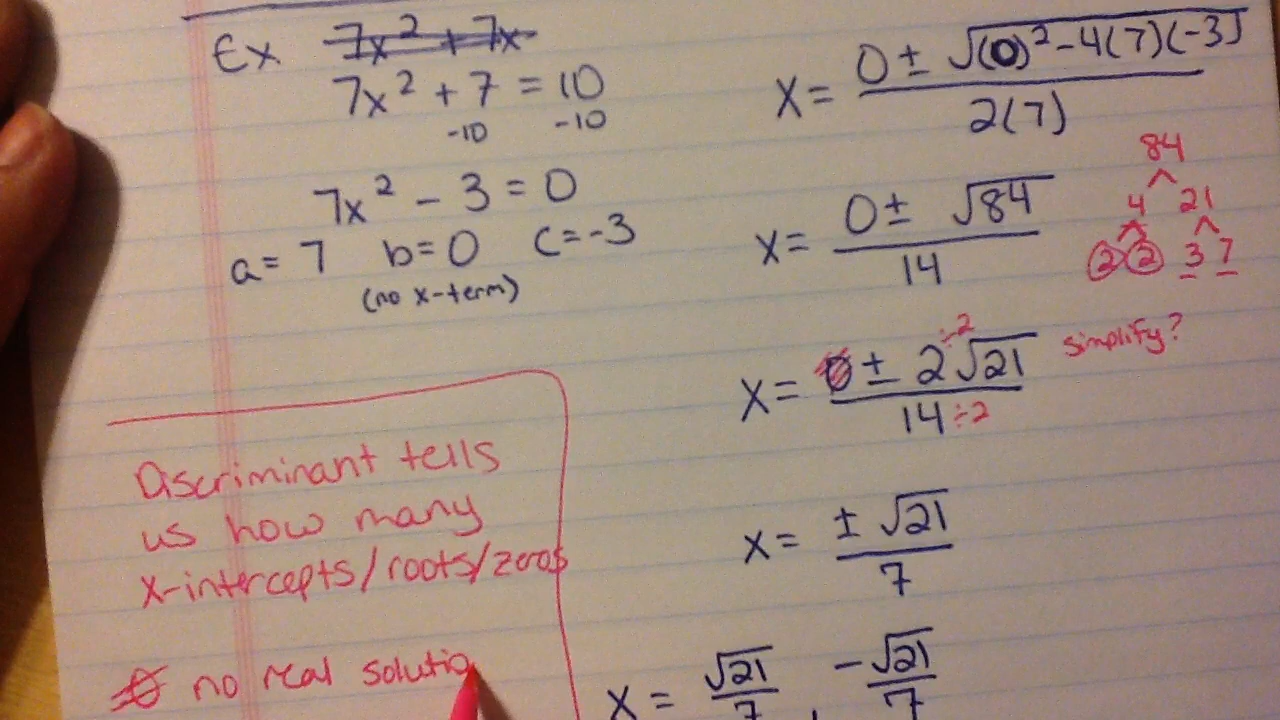 Ex 7x² + 7x
7x² + 7 = 10
-10 -10
7x² - 3 = 0
a = 7 b = 0 c = -3
(no x-term)
Discriminant tells
us how many
x-intercepts/roots/zeros
no real solutio
x = 0 ± √(0)² - 4(7)(-3)
2(7)
84
4 21
2 2 3 7
x = 0 ± √84
14
÷2
x = 0 ± 2√21 simplify?
14 ÷2
x = ± √21
7
x = √21 , -√21
7 7